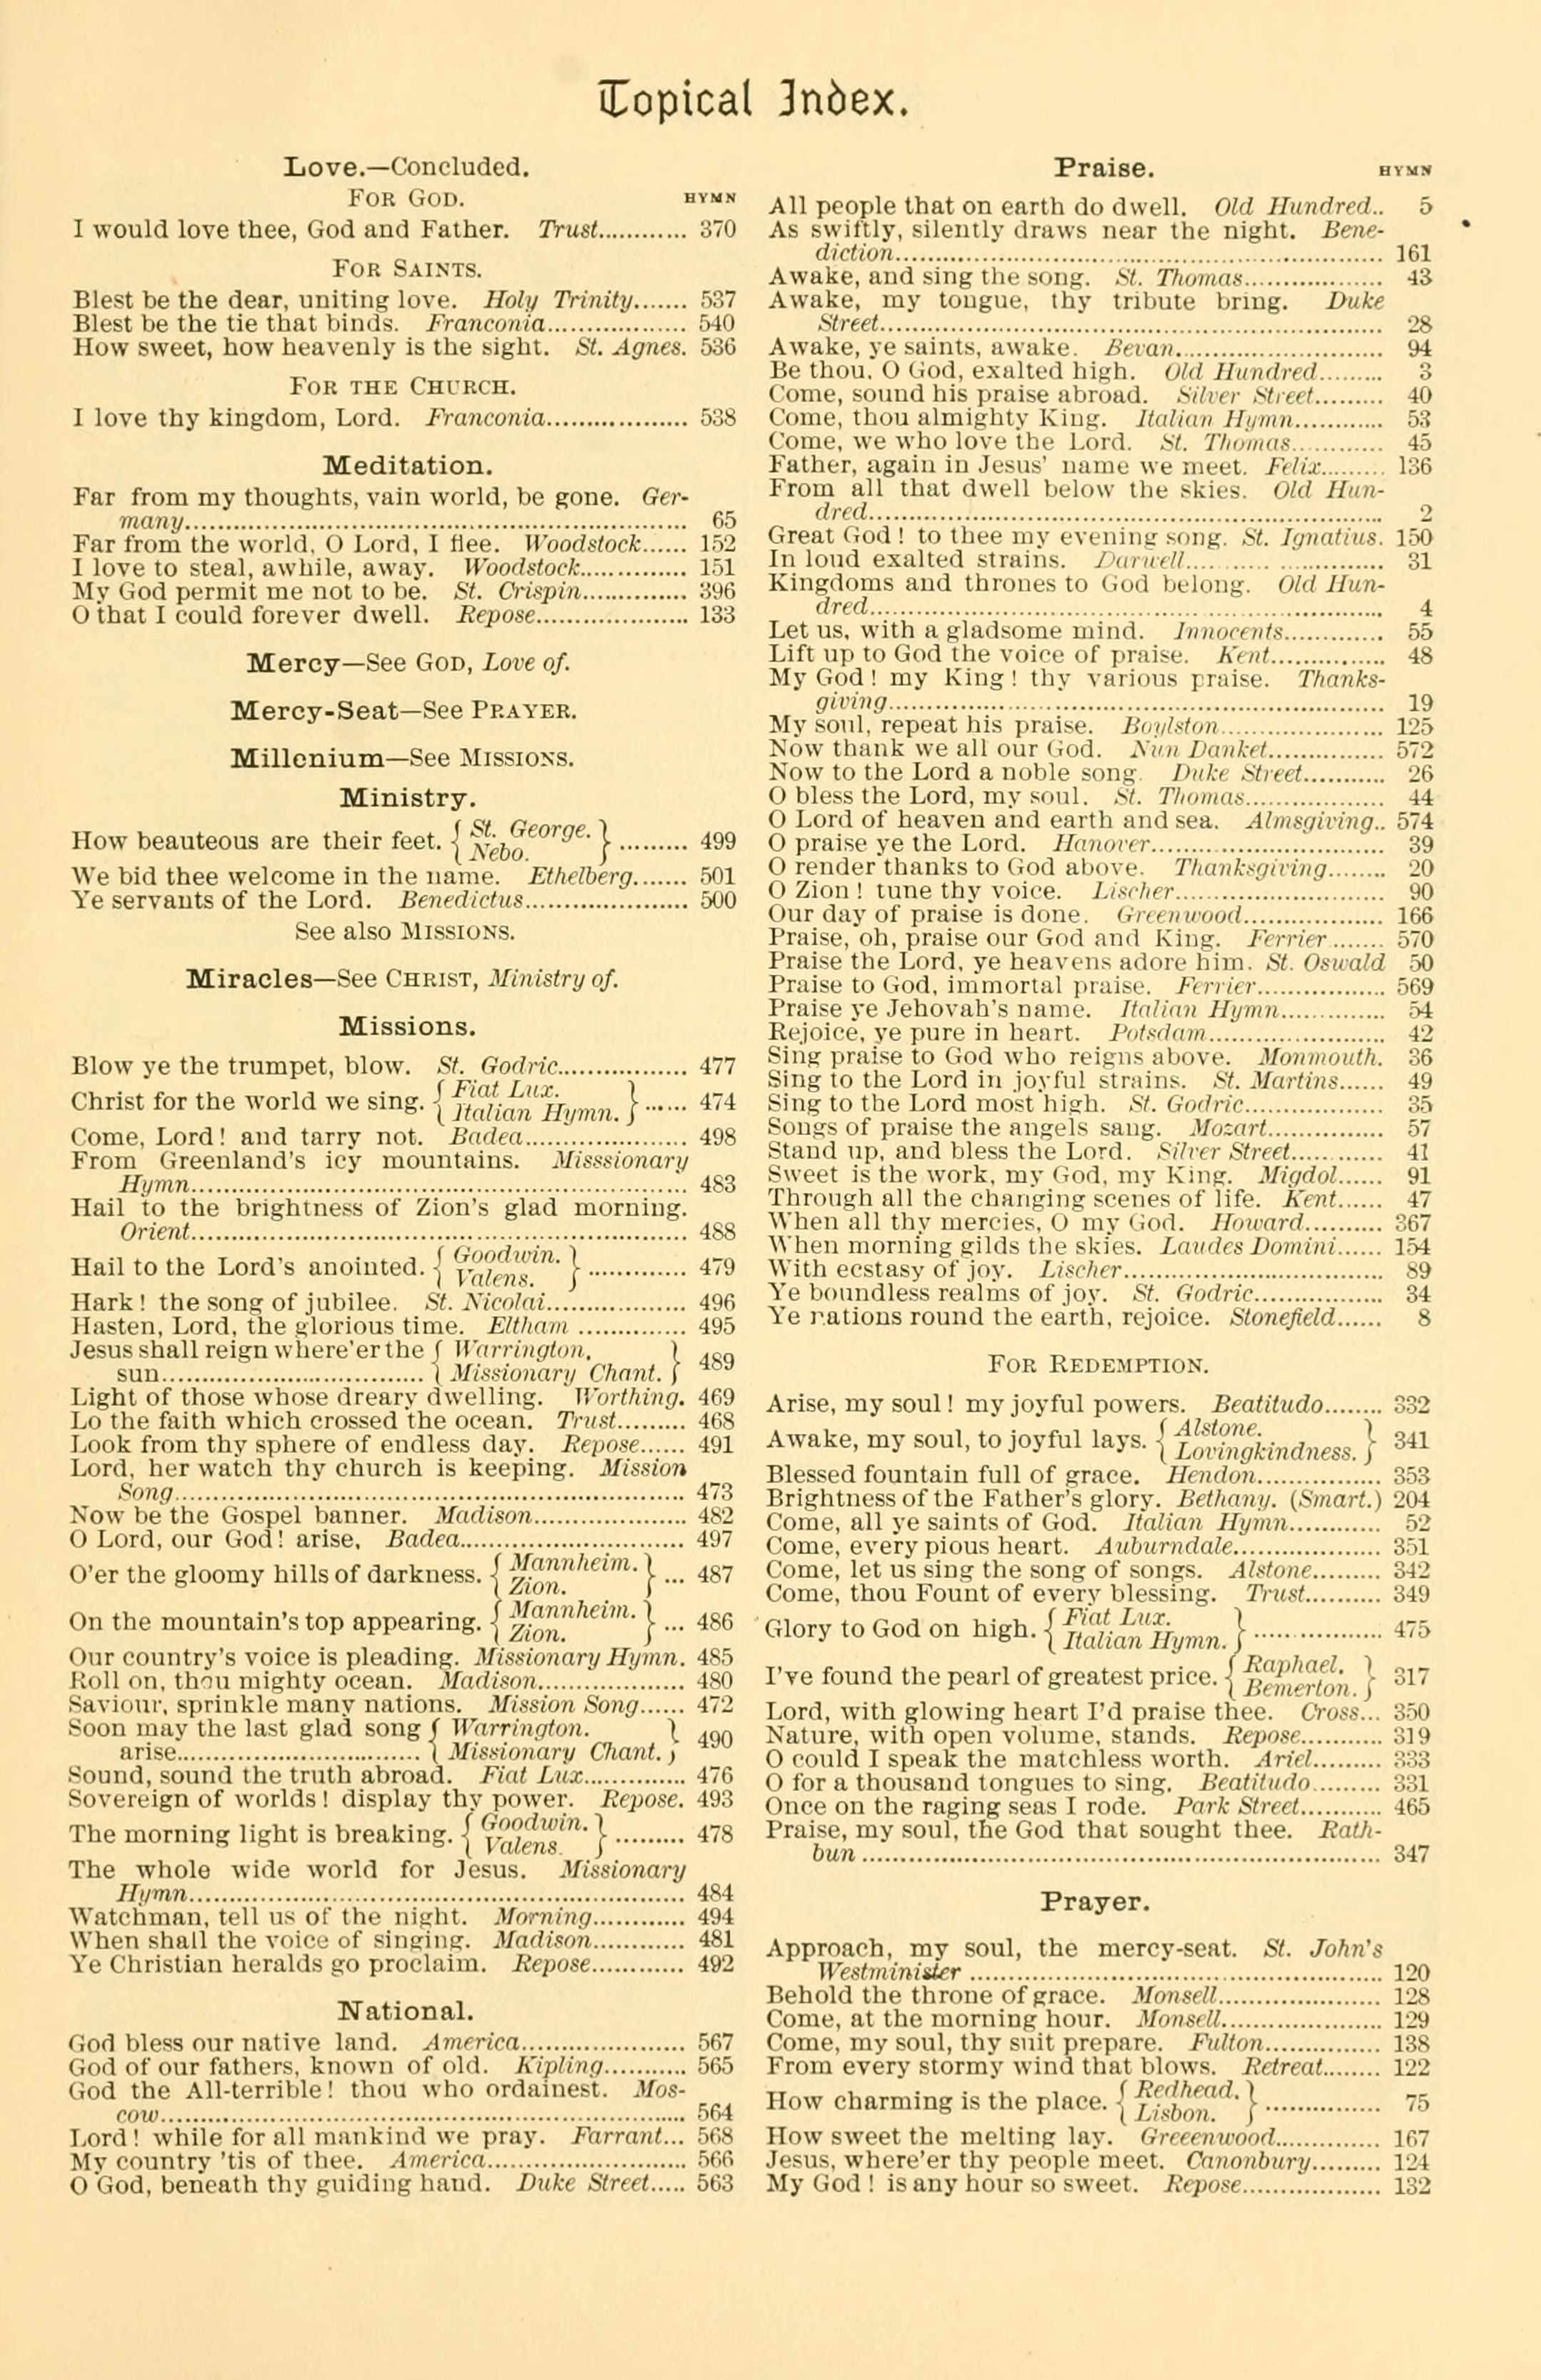 Topical Index.
Love.—Concluded.
FOR GOD. HYMN
I would love thee, God and Father. Trust............ 370
FOR SAINTS.
Blest be the dear, uniting love. Holy Trinity....... 537
Blest be the tie that binds. Franconia.................. 540
How sweet, how heavenly is the sight. St. Agnes. 536
FOR THE CHURCH.
I love thy kingdom, Lord. Franconia................... 538
Meditation.
Far from my thoughts, vain world, be gone. Ger-
many............................................................... 65
Far from the world, O Lord, I flee. Woodstock...... 152
I love to steal, awhile, away. Woodstock.............. 151
My God permit me not to be. St. Crispin.............. 396
O that I could forever dwell. Repose.................... 133
Mercy—See GOD, Love of.
Mercy-Seat—See PRAYER.
Millenium—See MISSIONS.
Ministry.
How beauteous are their feet. { St. George. Nebo. } ......... 499
We bid thee welcome in the name. Ethelberg....... 501
Ye servants of the Lord. Benedictus..................... 500
See also MISSIONS.
Miracles—See CHRIST, Ministry of.
Missions.
Blow ye the trumpet, blow. St. Godric................. 477
Christ for the world we sing. { Fiat Lux. Italian Hymn. } ...... 474
Come, Lord! and tarry not. Badea..................... 498
From Greenland's icy mountains. Misssionary
Hymn............................................................... 483
Hail to the brightness of Zion's glad morning.
Orient............................................................... 488
Hail to the Lord's anointed. { Goodwin. Valens. } ............. 479
Hark! the song of jubilee. St. Nicolai.................. 496
Hasten, Lord, the glorious time. Eltham .............. 495
Jesus shall reign where'er the { Warrington,
sun................................. { Missionary Chant. } 489
Light of those whose dreary dwelling. Worthing. 469
Lo the faith which crossed the ocean. Trust......... 468
Look from thy sphere of endless day. Repose...... 491
Lord, her watch thy church is keeping. Mission
Song............................................................... 473
Now be the Gospel banner. Madison................... 482
O Lord, our God! arise, Badea............................ 497
O'er the gloomy hills of darkness. { Mannheim. Zion. } ... 487
On the mountain's top appearing. { Mannheim. Zion. } ... 486
Our country's voice is pleading. Missionary Hymn. 485
Roll on, thou mighty ocean. Madison.................. 480
Saviour, sprinkle many nations. Mission Song...... 472
Soon may the last glad song { Warrington.
arise.............................. { Missionary Chant. } 490
Sound, sound the truth abroad. Fiat Lux.............. 476
Sovereign of worlds! display thy power. Repose. 493
The morning light is breaking. { Goodwin. Valens. } ......... 478
The whole wide world for Jesus. Missionary
Hymn............................................................... 484
Watchman, tell us of the night. Morning............ 494
When shall the voice of singing. Madison............ 481
Ye Christian heralds go proclaim. Repose............ 492
National.
God bless our native land. America.................... 567
God of our fathers, known of old. Kipling........... 565
God the All-terrible! thou who ordainest. Mos-
cow.................................................................. 564
Lord! while for all mankind we pray. Farrant... 568
My country 'tis of thee. America......................... 566
O God, beneath thy guiding hand. Duke Street..... 563
Praise. HYMN
All people that on earth do dwell. Old Hundred.. 5
As swiftly, silently draws near the night. Bene-
diction............................................................ 161
Awake, and sing the song. St. Thomas.................. 43
Awake, my tongue, thy tribute bring. Duke
Street............................................................... 28
Awake, ye saints, awake. Bevan.......................... 94
Be thou, O God, exalted high. Old Hundred......... 3
Come, sound his praise abroad. Silver Street......... 40
Come, thou almighty King. Italian Hymn............ 53
Come, we who love the Lord. St. Thomas............ 45
Father, again in Jesus' name we meet. Felix......... 136
From all that dwell below the skies. Old Hun-
dred.................................................................. 2
Great God! to thee my evening song. St. Ignatius. 150
In loud exalted strains. Darwell......................... 31
Kingdoms and thrones to God belong. Old Hun-
dred.................................................................. 4
Let us, with a gladsome mind. Innocents............. 55
Lift up to God the voice of praise. Kent............... 48
My God! my King! thy various praise. Thanks-
giving............................................................... 19
My soul, repeat his praise. Boylston..................... 125
Now thank we all our God. Nun Danket.............. 572
Now to the Lord a noble song. Duke Street........... 26
O bless the Lord, my soul. St. Thomas.................. 44
O Lord of heaven and earth and sea. Almsgiving.. 574
O praise ye the Lord. Hanover............................. 39
O render thanks to God above. Thanksgiving........ 20
O Zion! tune thy voice. Lischer........................... 90
Our day of praise is done. Greenwood.................. 166
Praise, oh, praise our God and King. Ferrier....... 570
Praise the Lord, ye heavens adore him. St. Oswald 50
Praise to God, immortal praise. Ferrier................ 569
Praise ye Jehovah's name. Italian Hymn.............. 54
Rejoice, ye pure in heart. Potsdam...................... 42
Sing praise to God who reigns above. Monmouth. 36
Sing to the Lord in joyful strains. St. Martins...... 49
Sing to the Lord most high. St. Godric.................. 35
Songs of praise the angels sang. Mozart............... 57
Stand up, and bless the Lord. Silver Street............ 41
Sweet is the work, my God, my King. Migdol...... 91
Through all the changing scenes of life. Kent...... 47
When all thy mercies, O my God. Howard.......... 367
When morning gilds the skies. Laudes Domini...... 154
With ecstasy of joy. Lischer................................ 89
Ye boundless realms of joy. St. Godric................. 34
Ye nations round the earth, rejoice. Stonefield...... 8
FOR REDEMPTION.
Arise, my soul! my joyful powers. Beatitudo........ 332
Awake, my soul, to joyful lays. { Alstone. Lovingkindness. } 341
Blessed fountain full of grace. Hendon................ 353
Brightness of the Father's glory. Bethany. (Smart.) 204
Come, all ye saints of God. Italian Hymn............ 52
Come, every pious heart. Auburndale................... 351
Come, let us sing the song of songs. Alstone......... 342
Come, thou Fount of every blessing. Trust.......... 349
Glory to God on high. { Fiat Lux. Italian Hymn. } ................. 475
I've found the pearl of greatest price. { Raphael. Bemerton. } 317
Lord, with glowing heart I'd praise thee. Cross... 350
Nature, with open volume, stands. Repose........... 319
O could I speak the matchless worth. Ariel......... 333
O for a thousand tongues to sing. Beatitudo......... 331
Once on the raging seas I rode. Park Street........... 465
Praise, my soul, the God that sought thee. Rath-
bun .................................................................. 347
Prayer.
Approach, my soul, the mercy-seat. St. John's
Westminister ................................................... 120
Behold the throne of grace. Monsell..................... 128
Come, at the morning hour. Monsell.................... 129
Come, my soul, thy suit prepare. Fulton............... 138
From every stormy wind that blows. Retreat........ 122
How charming is the place. { Redhead. Lisbon. } ............... 75
How sweet the melting lay. Greeenwood.............. 167
Jesus, where'er thy people meet. Canonbury......... 124
My God! is any hour so sweet. Repose.................. 132